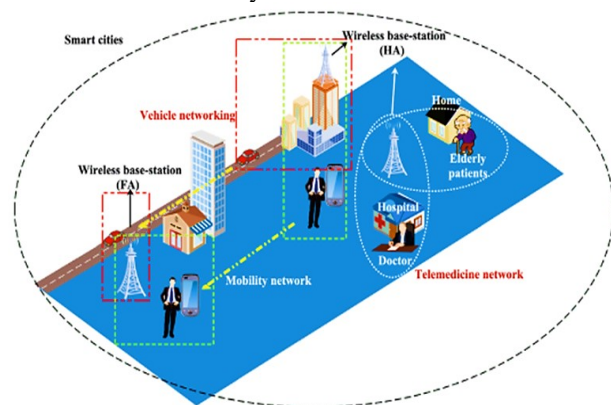 Smart cities
Wireless base-station
(HA)
Vehicle networking
Home
Wireless base-station
(FA)
Elderly
patients
Hospital
Doctor
Telemedicine network
Mobility network